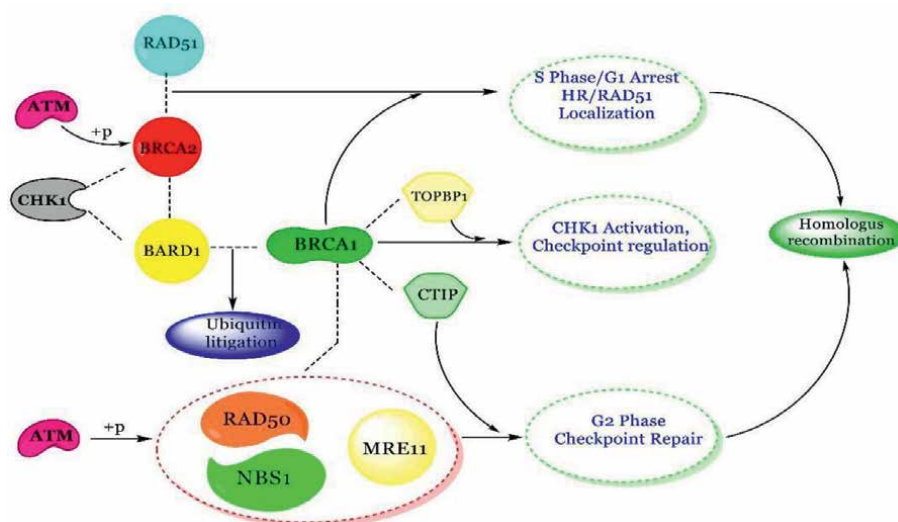 RAD51
S Phase/G1 Arrest
HR/RAD51
Localization
ATM
+p
BRCA2
CHK1
TOPBP1
BARD1
BRCA1
CHK1 Activation,
Checkpoint regulation
Homologus
recombination
CTIP
Ubiquitin
litigation
RAD50
ATM
+p
MRE11
NBS1
G2 Phase
Checkpoint Repair